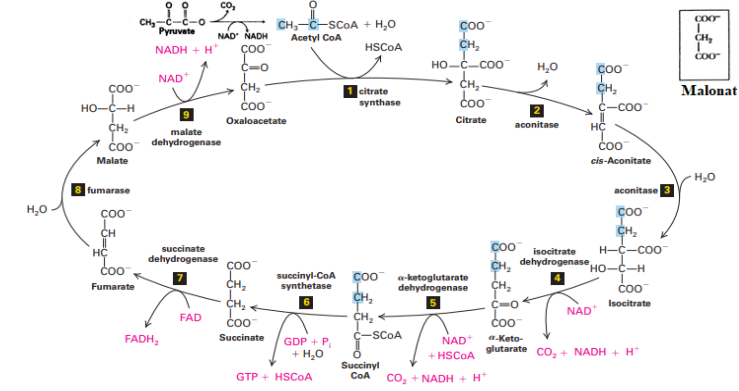 O O
CH₃—C—C—O
Pyruvate
CO₂
NAD⁺ NADH
O
CH₃—C—SCoA + H₂O
Acetyl CoA
HSCoA
1 citrate
synthase
COO⁻
CH₂
HO—C—COO⁻
CH₂
COO⁻
Citrate
H₂O
2
aconitase
COO⁻
CH₂
C—COO⁻
HC
COO⁻
cis-Aconitate
COO⁻
CH₂
COO⁻
Malonat
H₂O
aconitase 3
COO⁻
CH₂
H—C—COO⁻
HO—C—H
COO⁻
Isocitrate
isocitrate
dehydrogenase
4
NAD⁺
CO₂ + NADH + H⁺
COO⁻
CH₂
CH₂
C=O
COO⁻
α-Keto-
glutarate
α-ketoglutarate
dehydrogenase
5
NAD⁺
+ HSCoA
CO₂ + NADH + H⁺
COO⁻
CH₂
CH₂
C—SCoA
O
Succinyl
CoA
succinyl-CoA
synthetase
6
GDP + Pᵢ
+ H₂O
GTP + HSCoA
COO⁻
CH₂
CH₂
COO⁻
Succinate
succinate
dehydrogenase
7
FAD
FADH₂
COO⁻
CH
HC
COO⁻
Fumarate
8 fumarase
H₂O
COO⁻
HO—C—H
CH₂
COO⁻
Malate
9
malate
dehydrogenase
NAD⁺
NADH + H⁺
COO⁻
C=O
CH₂
COO⁻
Oxaloacetate